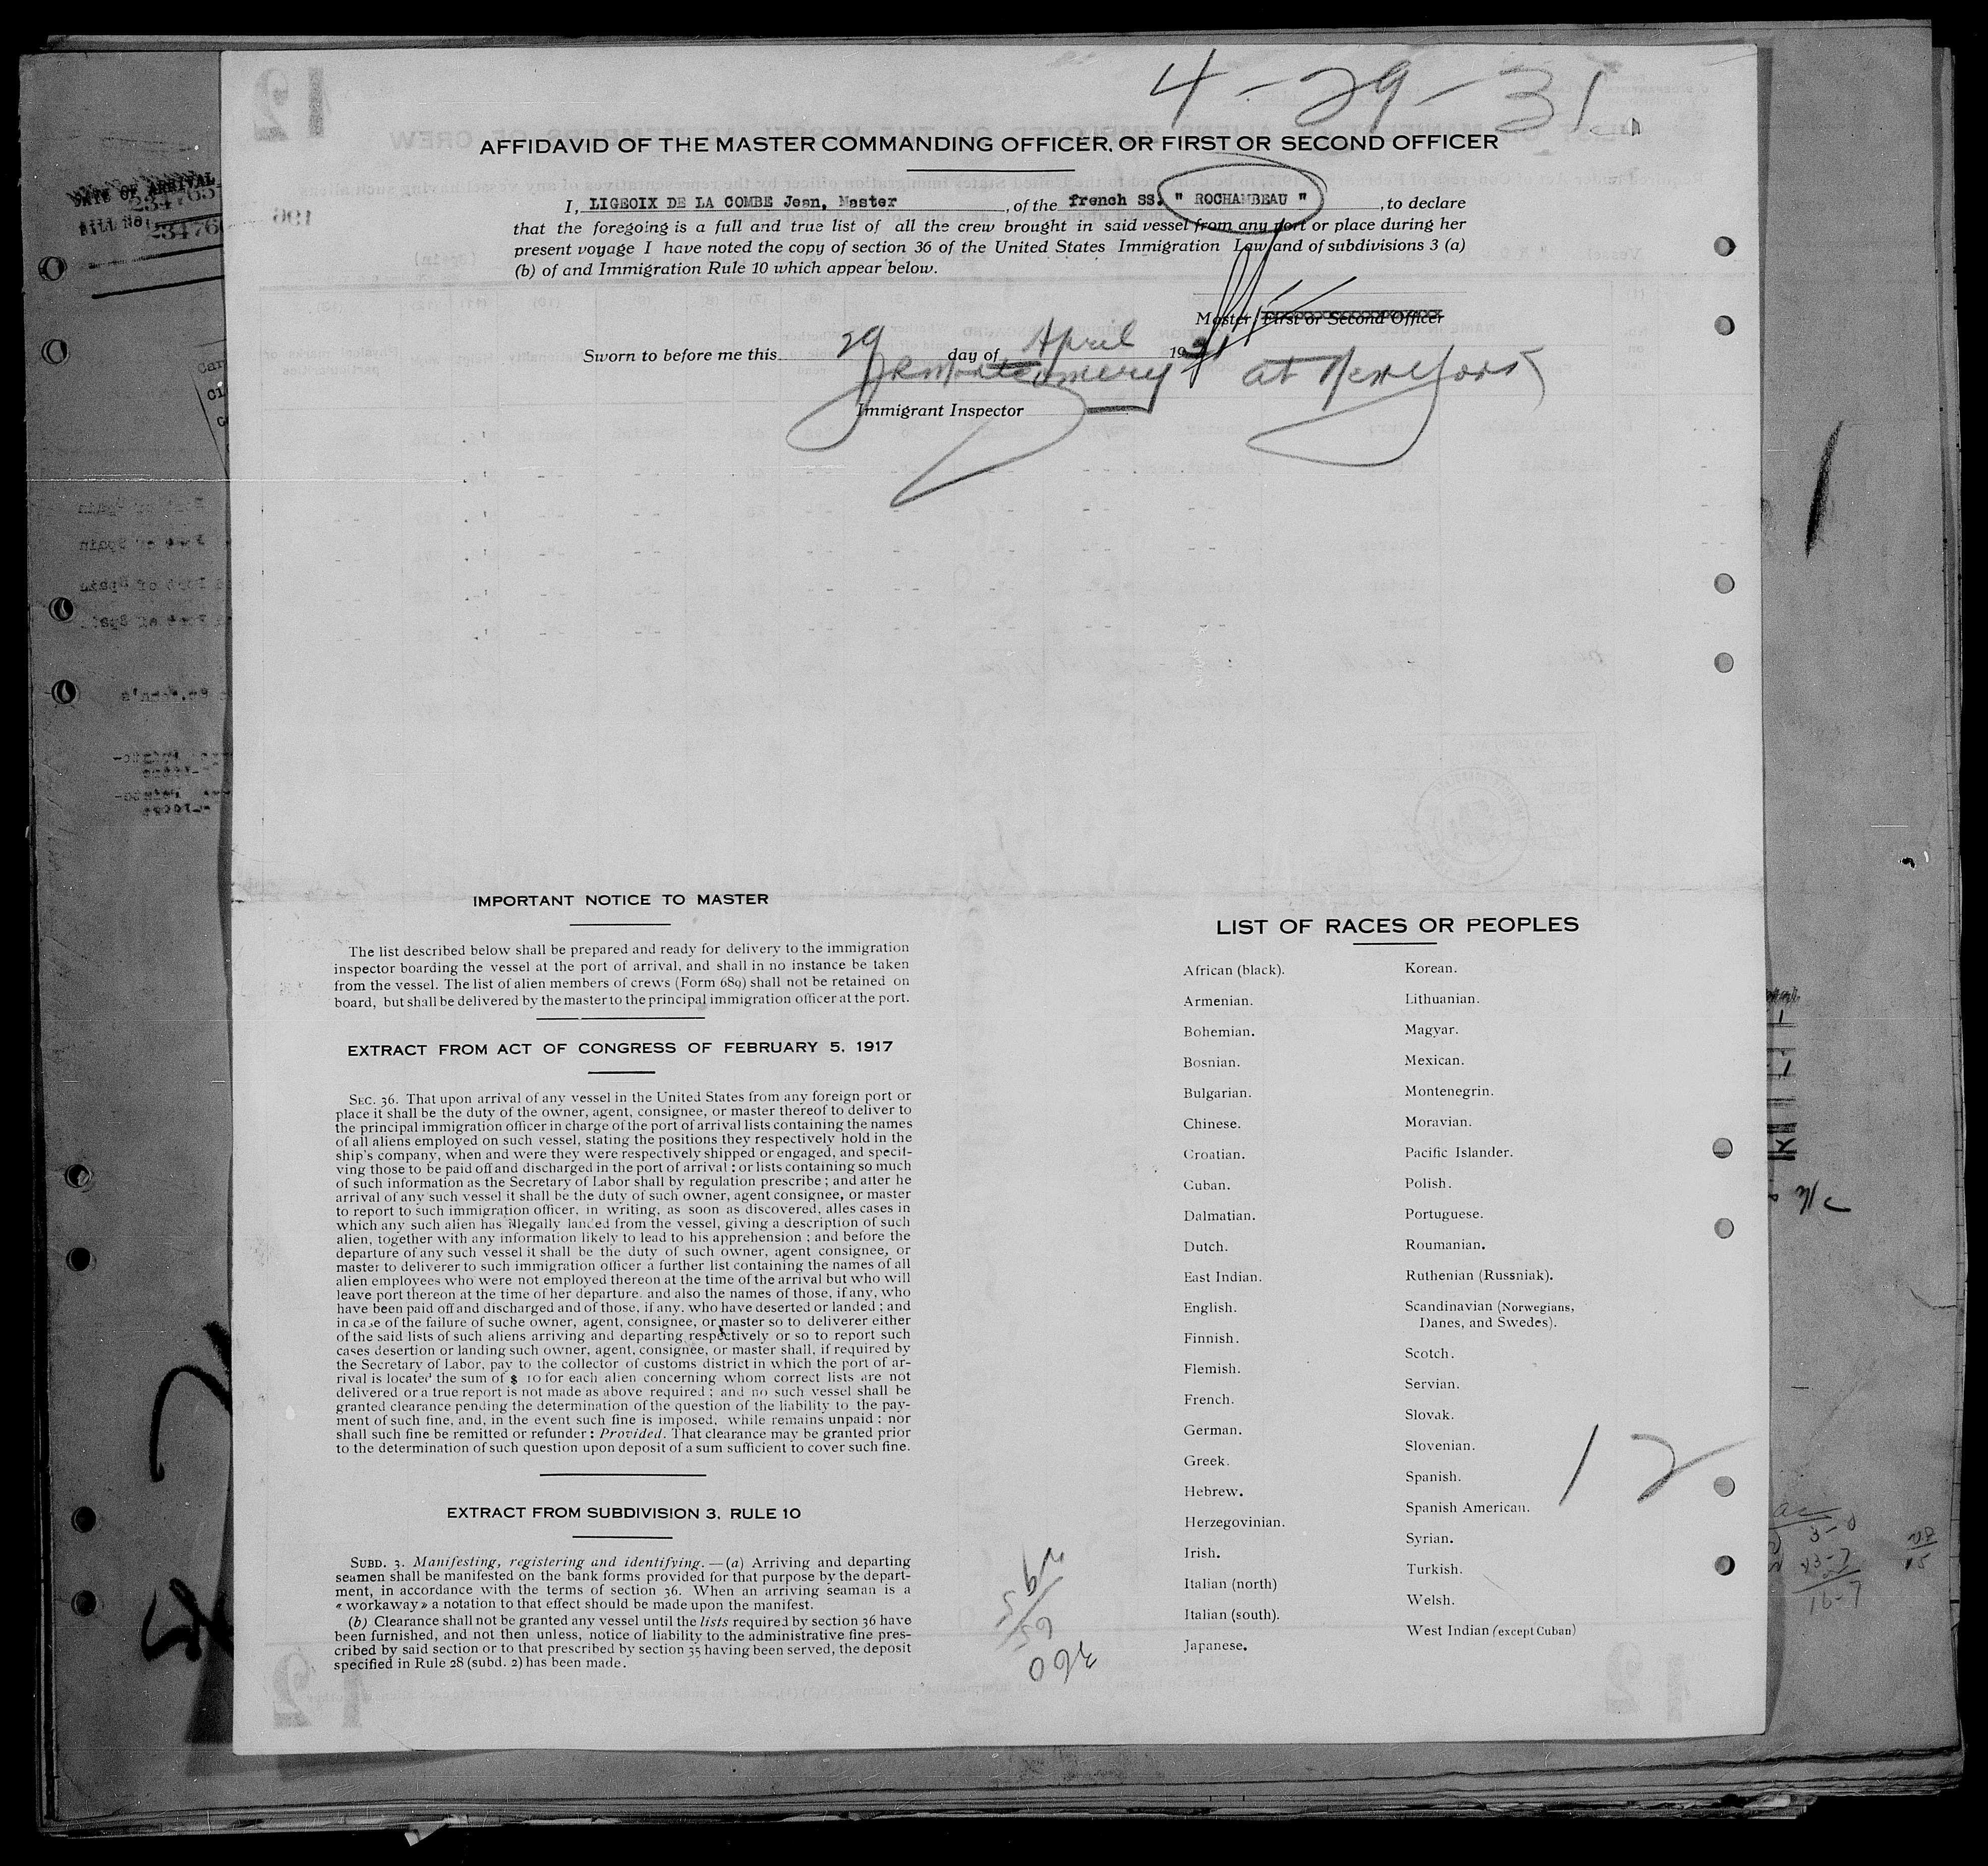 4-29-31
AFFIDAVID OF THE MASTER COMMANDING OFFICER, OR FIRST OR SECOND OFFICER
I, LIGEOIX DE LA COMBE Jean, Master, of the french SS. " ROCHAMBEAU ", to declare
that the foregoing is a full and true list of all the crew brought in said vessel from any port or place during her
present voyage I have noted the copy of section 36 of the United States Immigration Law and of subdivisions 3 (a)
(b) of and Immigration Rule 10 which appear below.
Master, First or Second Officer
Sworn to before me this 29 day of April 1931 at New York
Immigrant Inspector
DATE OF ARRIVAL
IMPORTANT NOTICE TO MASTER
The list described below shall be prepared and ready for delivery to the immigration
inspector boarding the vessel at the port of arrival, and shall in no instance be taken
from the vessel. The list of alien members of crews (Form 689) shall not be retained on
board, but shall be delivered by the master to the principal immigration officer at the port.
EXTRACT FROM ACT OF CONGRESS OF FEBRUARY 5, 1917
SEC. 36. That upon arrival of any vessel in the United States from any foreign port or
place it shall be the duty of the owner, agent, consignee, or master thereof to deliver to
the principal immigration officer in charge of the port of arrival lists containing the names
of all aliens employed on such vessel, stating the positions they respectively hold in the
ship's company, when and were they were respectively shipped or engaged, and specif-
ving those to be paid off and discharged in the port of arrival : or lists containing so much
of such information as the Secretary of Labor shall by regulation prescribe ; and alter he
arrival of any such vessel it shall be the duty of such owner, agent consignee, or master
to report to such immigration officer, in writing, as soon as discovered, alles cases in
which any such alien has illegally landed from the vessel, giving a description of such
alien, together with any information likely to lead to his apprehension ; and before the
departure of any such vessel it shall be the duty of such owner, agent consignee, or
master to deliverer to such immigration officer a further list containing the names of all
alien employees who were not employed thereon at the time of the arrival but who will
leave port thereon at the time of her departure. and also the names of those, if any, who
have been paid off and discharged and of those, if any, who have deserted or landed ; and
in case of the failure of suche owner, agent, consignee, or master so to deliverer either
of the said lists of such aliens arriving and departing respectively or so to report such
cases desertion or landing such owner, agent, consignee, or master shall, if required by
the Secretary of Labor, pay to the collector of customs district in which the port of ar-
rival is located the sum of $ 10 for each alien concerning whom correct lists are not
delivered or a true report is not made as above required ; and no such vessel shall be
granted clearance pending the determination of the question of the liability to the pay-
ment of such fine, and, in the event such fine is imposed, while remains unpaid ; nor
shall such fine be remitted or refunder : Provided. That clearance may be granted prior
to the determination of such question upon deposit of a sum sufficient to cover such fine.
EXTRACT FROM SUBDIVISION 3, RULE 10
SUBD. 3. Manifesting, registering and identifying. — (a) Arriving and departing
seamen shall be manifested on the bank forms provided for that purpose by the depart-
ment, in accordance with the terms of section 36. When an arriving seaman is a
« workaway » a notation to that effect should be made upon the manifest.
(b) Clearance shall not be granted any vessel until the lists required by section 36 have
been furnished, and not then unless, notice of liability to the administrative fine pres-
cribed by said section or to that prescribed by section 35 having been served, the deposit
specified in Rule 28 (subd. 2) has been made.
LIST OF RACES OR PEOPLES
African (black).
Armenian.
Bohemian.
Bosnian.
Bulgarian.
Chinese.
Croatian.
Cuban.
Dalmatian.
Dutch.
East Indian.
English.
Finnish.
Flemish.
French.
German.
Greek.
Hebrew.
Herzegovinian.
Irish.
Italian (north)
Italian (south).
Japanese.
Korean.
Lithuanian.
Magyar.
Mexican.
Montenegrin.
Moravian.
Pacific Islander.
Polish.
Portuguese.
Roumanian.
Ruthenian (Russniak).
Scandinavian (Norwegians,
Danes, and Swedes).
Scotch.
Servian.
Slovak.
Slovenian.
Spanish.
Spanish American.
Syrian.
Turkish.
Welsh.
West Indian (except Cuban)
12